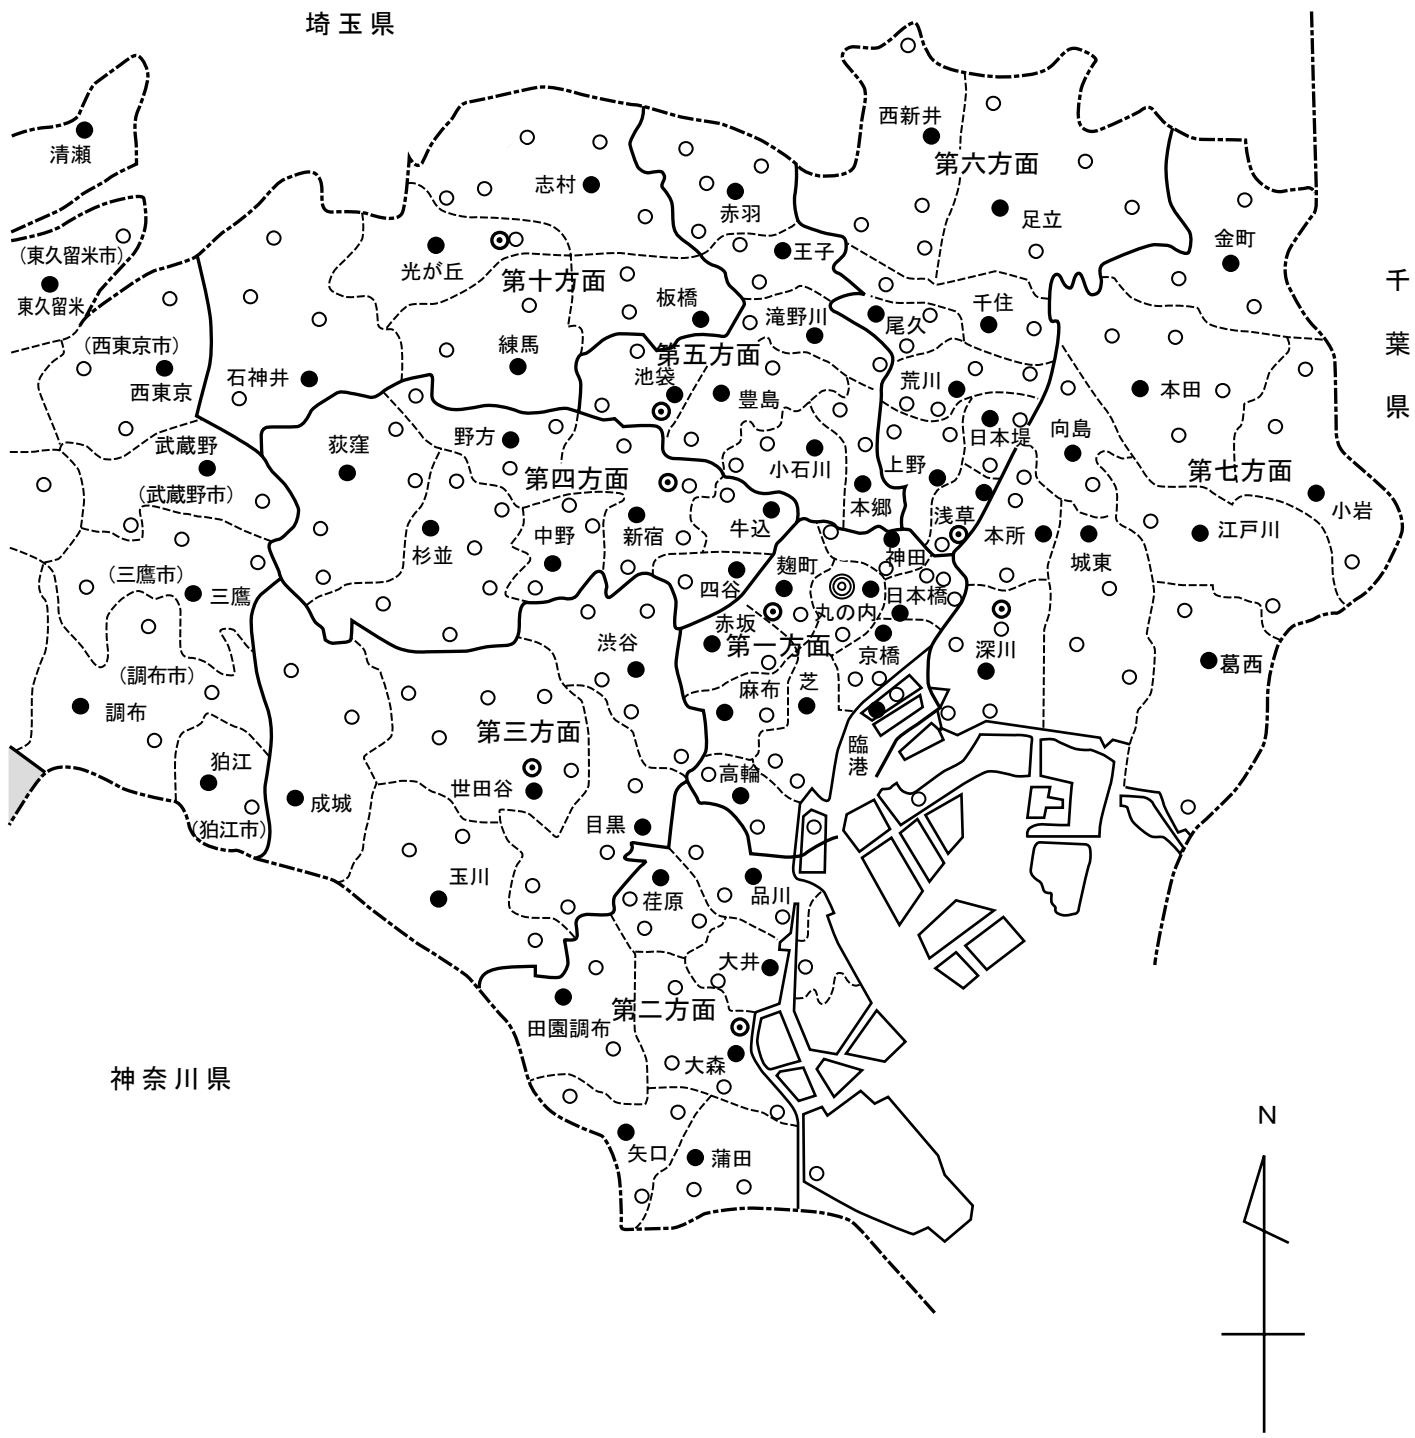 埼玉県
清瀬
西新井
第六方面
志村
赤羽
足立
金町
(東久留米市)
東久留米
光が丘
第十方面
王子
千葉県
板橋
滝野川
尾久
千住
(西東京市)
西東京
石神井
練馬
第五方面
池袋
豊島
荒川
本田
武蔵野
(武蔵野市)
荻窪
野方
第四方面
小石川
本郷
上野
日本堤
向島
第七方面
小岩
杉並
中野
新宿
牛込
浅草
本所
城東
江戸川
(三鷹市)
三鷹
四谷
麹町
神田
丸の内
日本橋
赤坂
第一方面
京橋
深川
葛西
渋谷
(調布市)
調布
麻布
芝
臨港
第三方面
狛江
(狛江市)
成城
世田谷
高輪
目黒
玉川
荏原
品川
大井
第二方面
田園調布
大森
神奈川県
矢口
蒲田
N